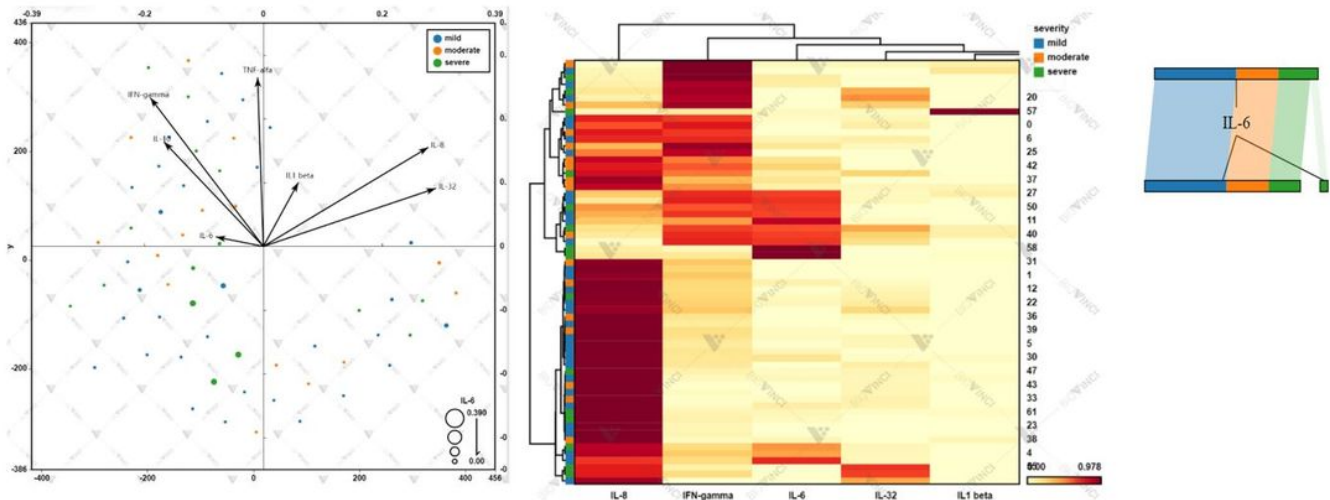 -0.39 -0.2 0 0.2 0.39
436
400
200
0
-200
-386
y
-400 -200 0 200 400 456
mild
moderate
severe
TNF-alfa
IFN-gamma
IL-8
IL1 beta
IL-32
IL-6
IL-6
0.390
0.00
severity
mild
moderate
severe
20
57
0
6
25
42
37
27
50
11
40
58
31
1
12
22
36
39
5
30
47
43
33
61
23
38
4
0.00 0.978
IL-8 IFN-gamma IL-6 IL-32 IL1 beta
BIOVINCI
IL-6